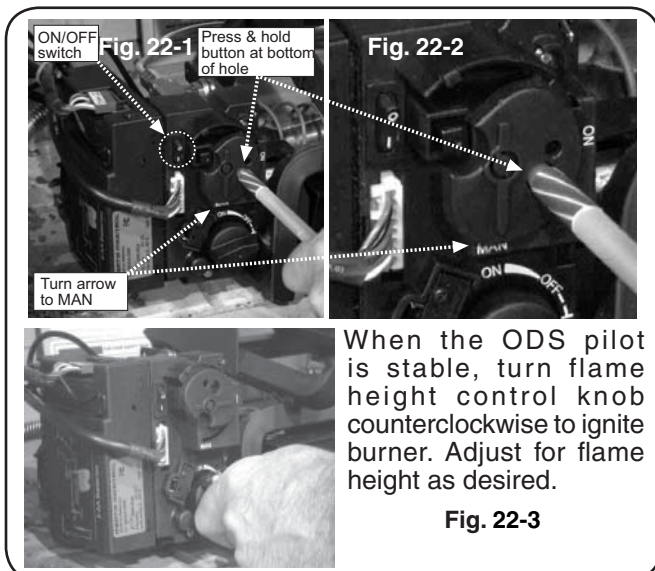 ON/OFF
switch
Fig. 22-1
Press & hold
button at bottom
of hole
Fig. 22-2
ON
MAN
ON
OFF
Turn arrow
to MAN
When the ODS pilot
is stable, turn flame
height control knob
counterclockwise to ignite
burner. Adjust for flame
height as desired.
Fig. 22-3